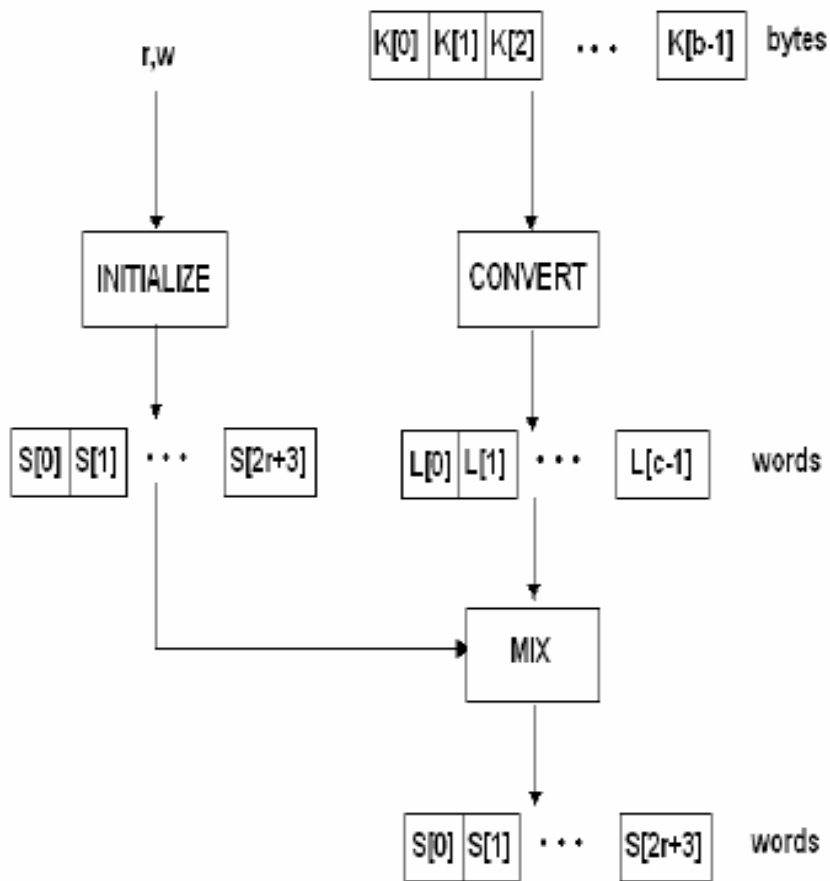 r,w
K[0] K[1] K[2] ••• K[b-1] bytes
INITIALIZE
CONVERT
S[0] S[1] ••• S[2r+3]
L[0] L[1] ••• L[c-1] words
MIX
S[0] S[1] ••• S[2r+3] words